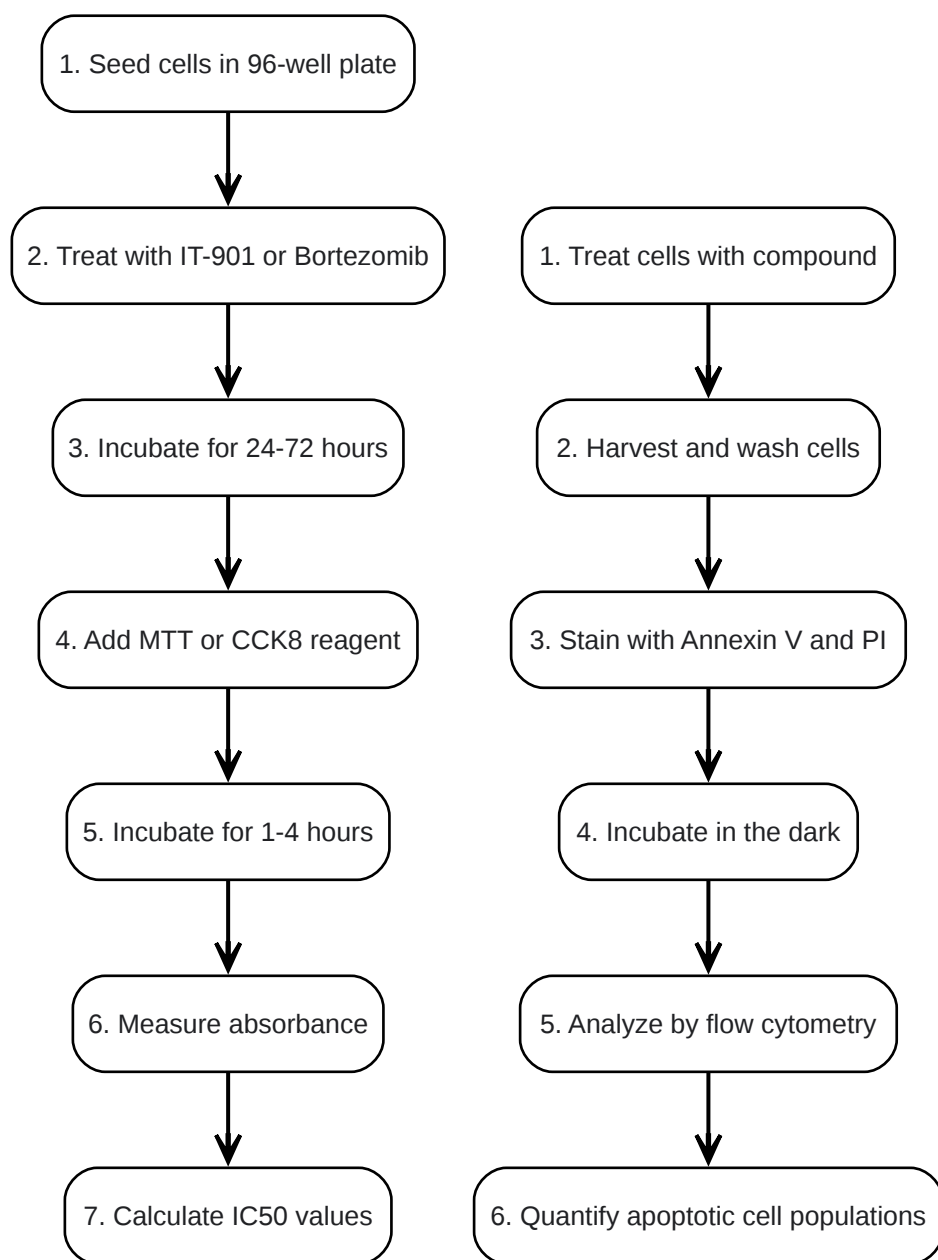 1. Seed cells in 96-well plate
2. Treat with IT-901 or Bortezomib
3. Incubate for 24-72 hours
4. Add MTT or CCK8 reagent
5. Incubate for 1-4 hours
6. Measure absorbance
7. Calculate IC50 values
1. Treat cells with compound
2. Harvest and wash cells
3. Stain with Annexin V and PI
4. Incubate in the dark
5. Analyze by flow cytometry
6. Quantify apoptotic cell populations